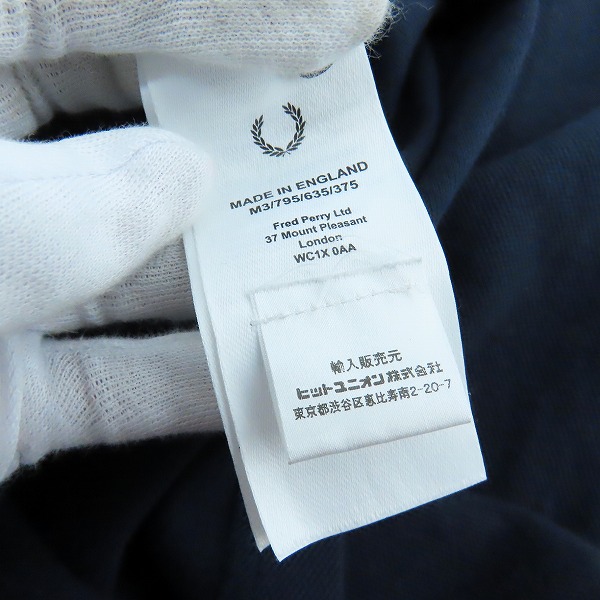 MADE IN ENGLAND
M3/795/635/375
Fred Perry Ltd
37 Mount Pleasant
London
WC1X 0AA
輸入販売元
ヒットユニオン株式会社
東京都渋谷区恵比寿南2-20-7